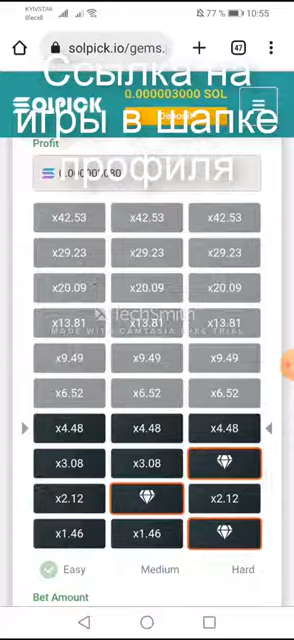 KYIVSTAR
lifecell
77 %
10:55
solpick.io/gems.
47
Ссылка на
игры в шапке
профиля
SOLPICK
0.000003000 SOL
Deposit
Profit
x42.53 x42.53 x42.53
x29.23 x29.23 x29.23
x20.09 x20.09 x20.09
x13.81 x13.81 x13.81
TechSmith
MADE WITH CAMTASIA FREE TRIAL
x9.49 x9.49 x9.49
x6.52 x6.52 x6.52
x4.48 x4.48 x4.48
x3.08 x3.08
x2.12 x2.12
x1.46 x1.46
Easy Medium Hard
Bet Amount